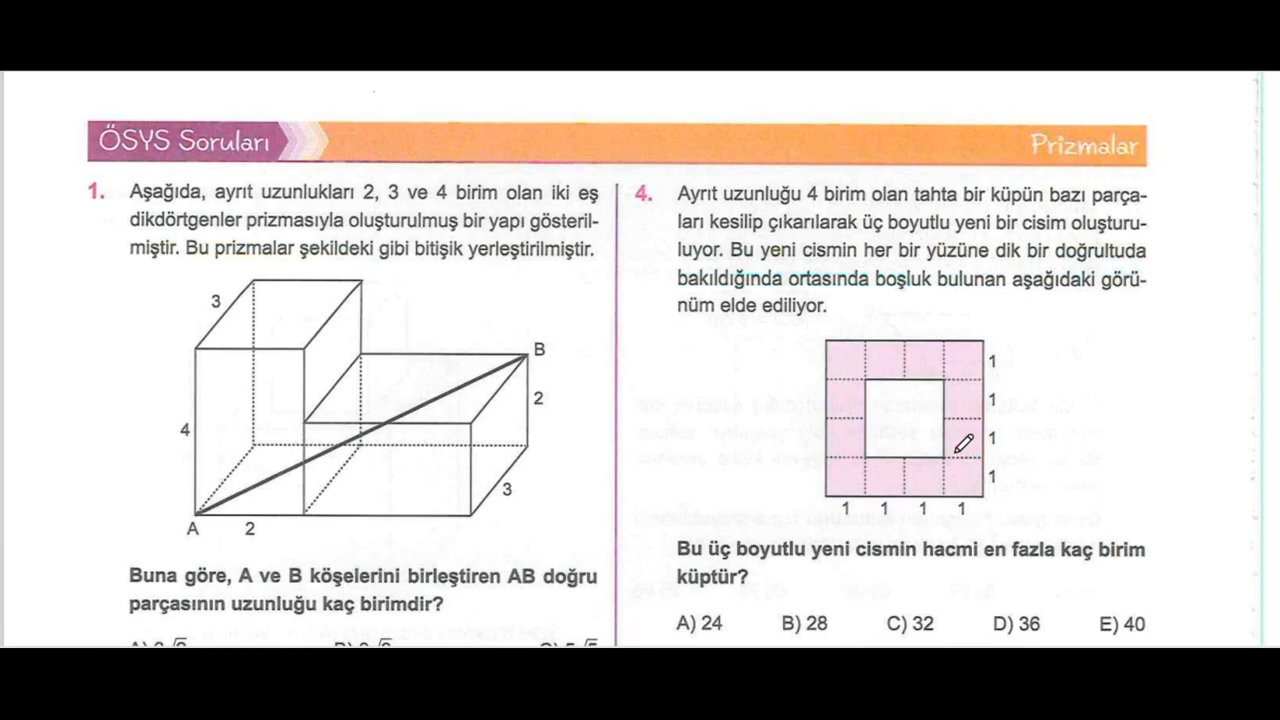 ÖSYS Soruları
Prizmalar
1. Aşağıda, ayrıt uzunlukları 2, 3 ve 4 birim olan iki eş
dikdörtgenler prizmasıyla oluşturulmuş bir yapı gösteril-
miştir. Bu prizmalar şekildeki gibi bitişik yerleştirilmiştir.
3
B
2
4
3
A
2
Buna göre, A ve B köşelerini birleştiren AB doğru
parçasının uzunluğu kaç birimdir?
4. Ayrıt uzunluğu 4 birim olan tahta bir küpün bazı parça-
ları kesilip çıkarılarak üç boyutlu yeni bir cisim oluşturu-
luyor. Bu yeni cismin her bir yüzüne dik bir doğrultuda
bakıldığında ortasında boşluk bulunan aşağıdaki görü-
nüm elde ediliyor.
1
1
1
1
1 1 1 1
Bu üç boyutlu yeni cismin hacmi en fazla kaç birim
küptür?
A) 24 B) 28 C) 32 D) 36 E) 40